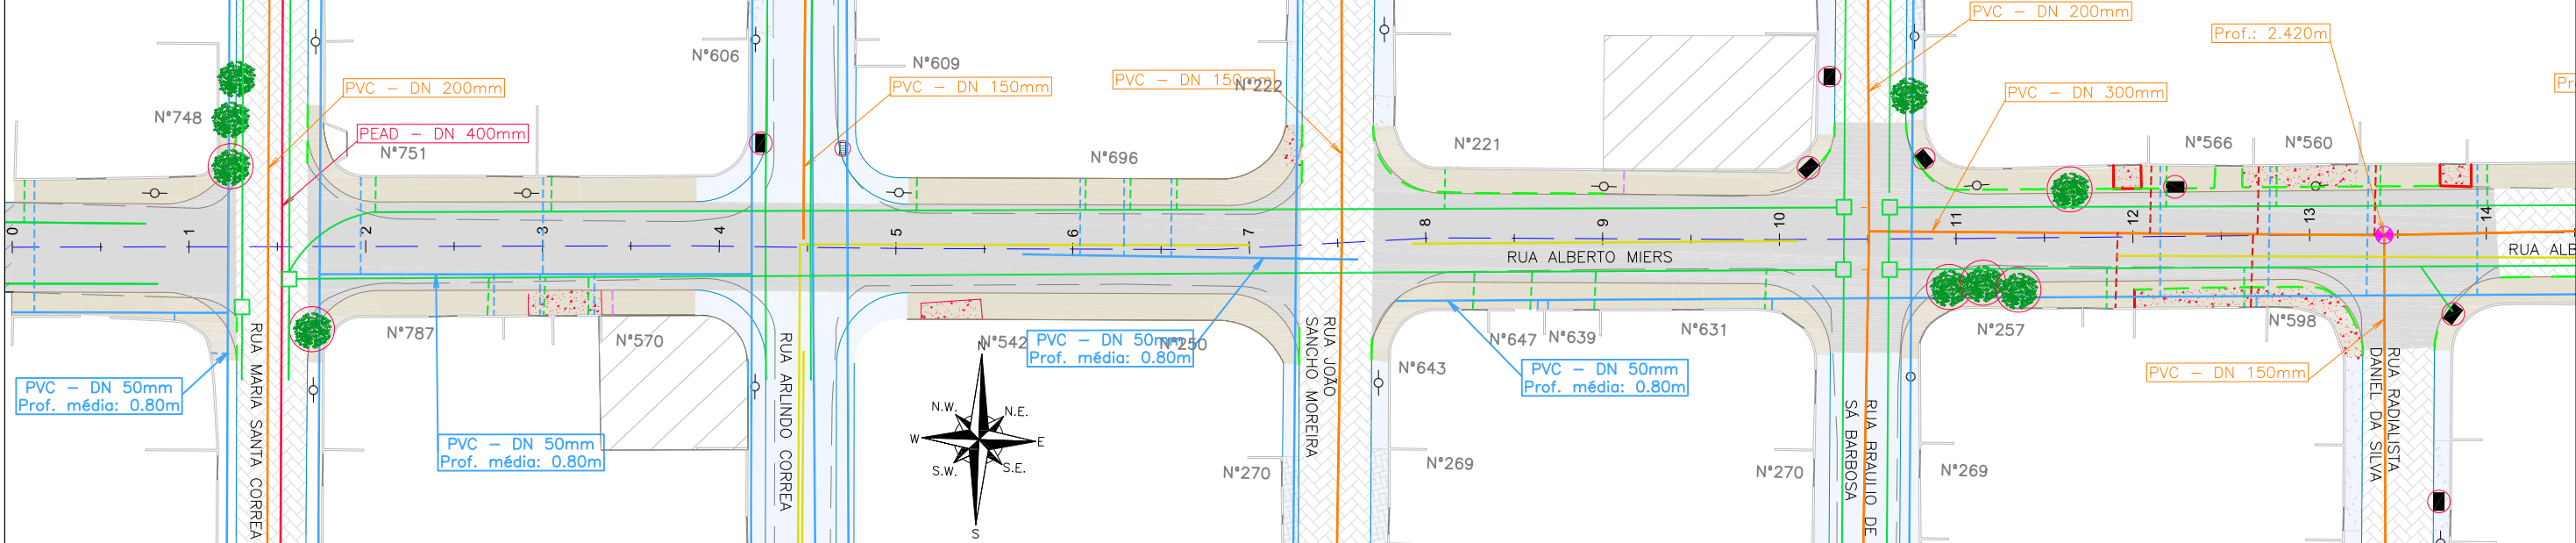 PVC - DN 200mm
Prof.: 2.420m
N°606
N°609
PVC - DN 150mm
N°222
PVC - DN 200mm
PVC - DN 150mm
PVC - DN 300mm
Pr
N°748
PEAD - DN 400mm
N°751
N°696
N°221
N°566
N°560
0
1
2
3
4
5
6
7
8
9
10
11
12
13
14
RUA ALBERTO MIERS
RUA ALB
N°787
N°570
N°542
PVC - DN 50mm
Prof. média: 0.80m
N°250
N°647
N°639
N°631
N°257
N°598
N°643
PVC - DN 50mm
Prof. média: 0.80m
PVC - DN 150mm
PVC - DN 50mm
Prof. média: 0.80m
PVC - DN 50mm
Prof. média: 0.80m
RUA MARIA SANTA CORREA
RUA ARLINDO CORREA
RUA JOÃO
SANCHO MOREIRA
RUA BRAULIO DE
SÁ BARBOSA
RUA RADIALISTA
DANIEL DA SILVA
N
N.W.
N.E.
W
E
S.W.
S.E.
S
N°270
N°269
N°270
N°269